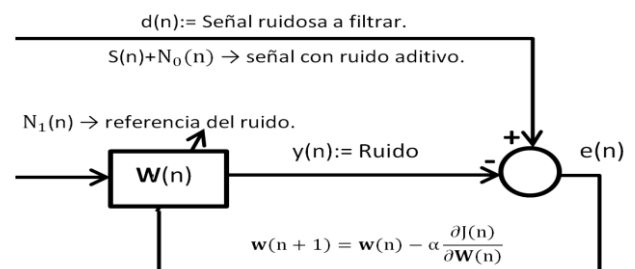 d(n):= Señal ruidosa a filtrar.
S(n)+N₀(n) → señal con ruido aditivo.
N₁(n) → referencia del ruido.
W(n)
y(n):= Ruido
+
-
e(n)
w(n + 1) = w(n) − α ∂J(n)/∂W(n)